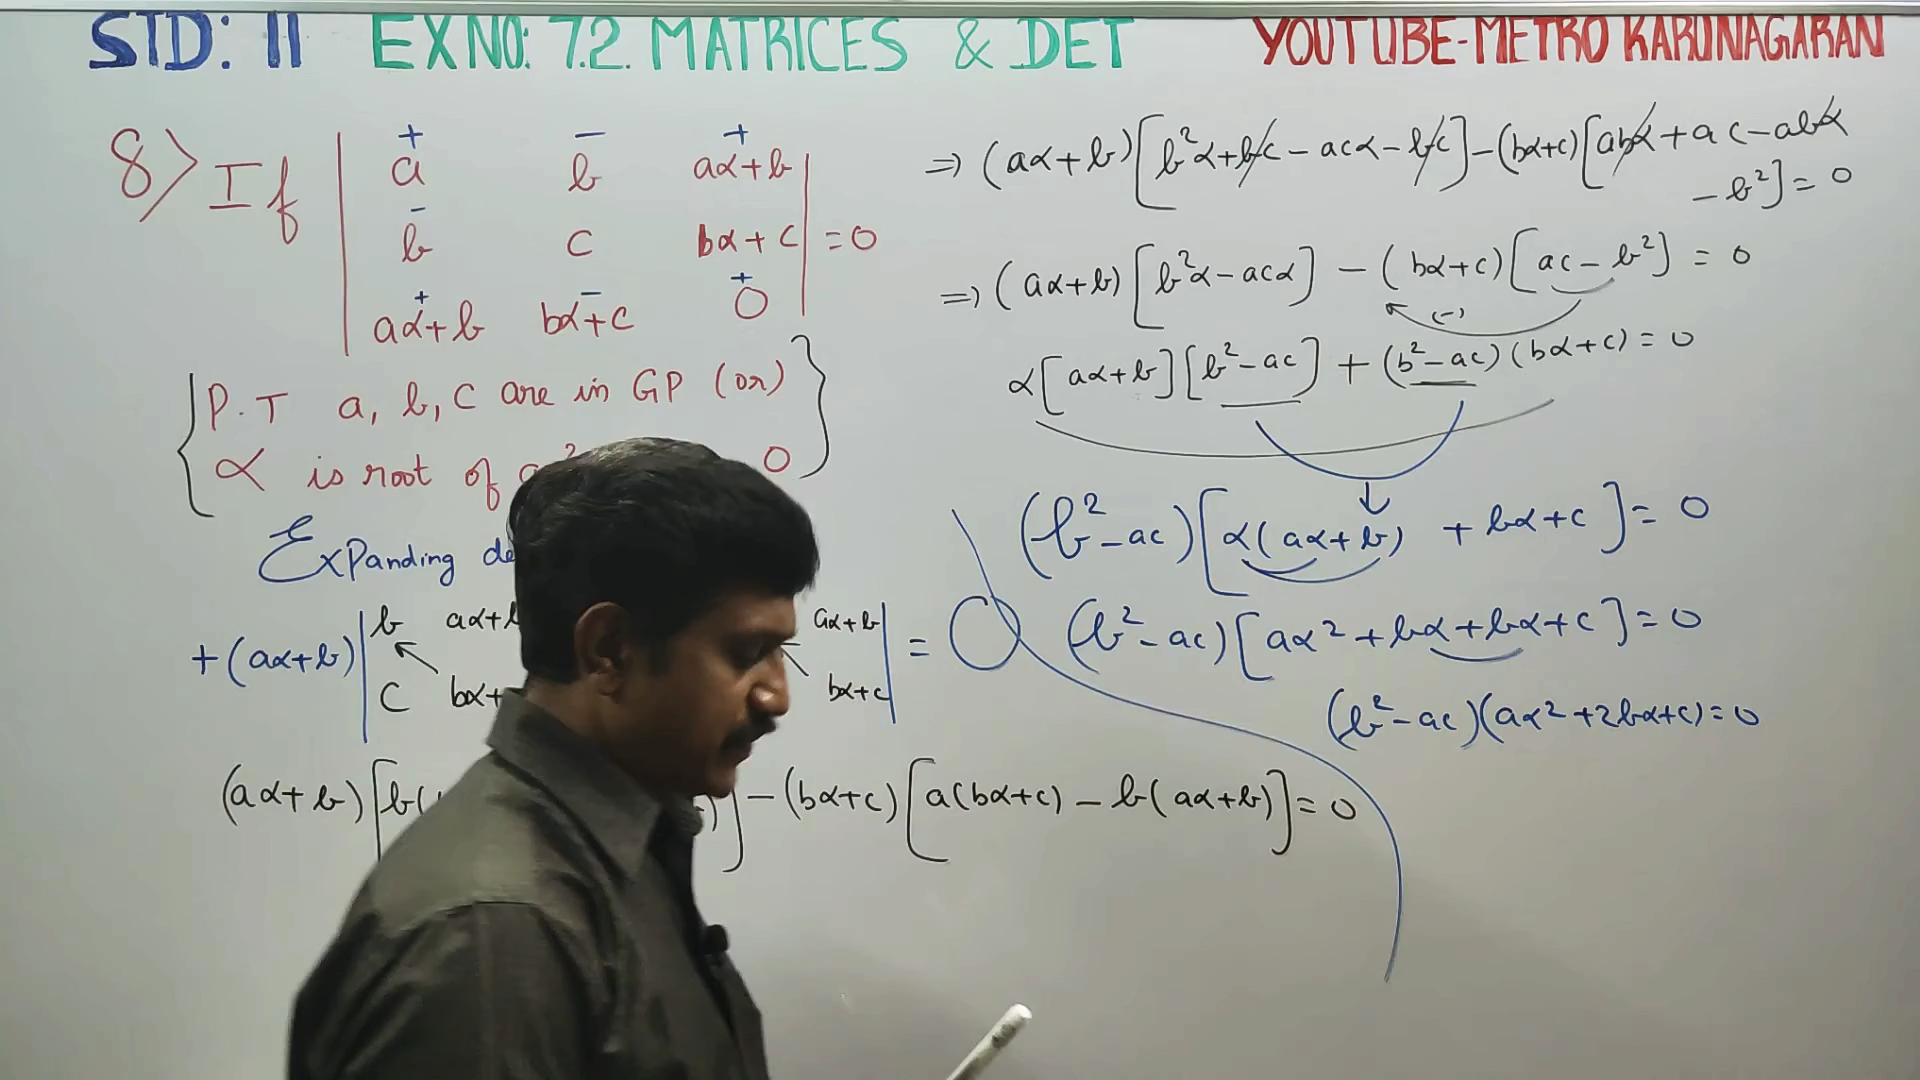 STD: 11 EX NO: 7.2. MATRICES & DET YOUTUBE-METRO KARUNAGARAN
8> If
+ − +
a b aα+b
−
b c bα+c = 0
+ − +
aα+b bα+c 0
P.T a, b, c are in GP (or)
α is root of 0
Expanding
+(aα+b) | b aα+b = 0
c bα+c
(aα+b)[b( ] − (bα+c)[a(bα+c) − b(aα+b)] = 0
⇒ (aα+b)[b²α+bc − acα − bc] − (bα+c)[abα + ac − abα
− b²] = 0
⇒ (aα+b)[b²α − acα] − (bα+c)[ac − b²] = 0
(−)
α[aα+b][b²−ac] + (b²−ac)(bα+c) = 0
(b²−ac)[α(aα+b) + bα+c] = 0
(b²−ac)[aα²+bα+bα+c] = 0
(b²−ac)(aα²+2bα+c) = 0